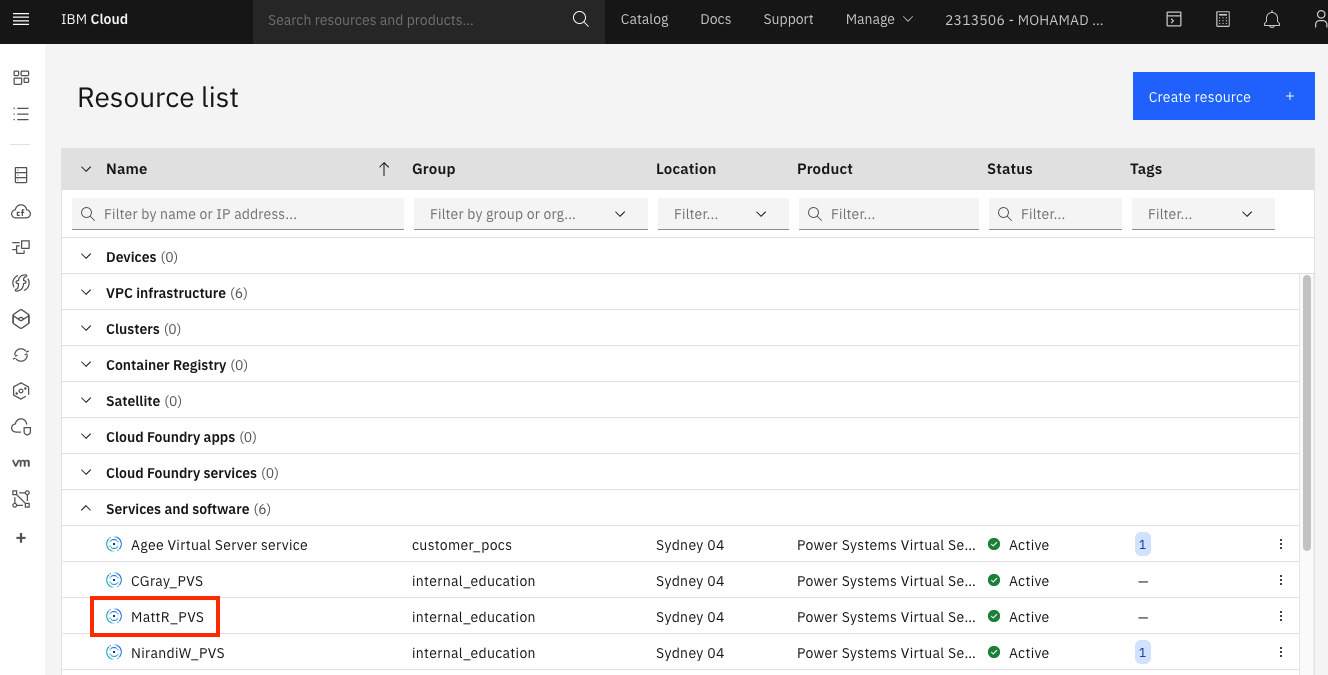 IBM Cloud Search resources and products... Catalog Docs Support Manage 2313506 - MOHAMAD ...
Resource list
Create resource +
Name Group Location Product Status Tags
Filter by name or IP address... Filter by group or org... Filter... Filter... Filter... Filter...
Devices (0)
VPC infrastructure (6)
Clusters (0)
Container Registry (0)
Satellite (0)
Cloud Foundry apps (0)
Cloud Foundry services (0)
Services and software (6)
Agee Virtual Server service customer_pocs Sydney 04 Power Systems Virtual Se... Active 1
CGray_PVS internal_education Sydney 04 Power Systems Virtual Se... Active –
MattR_PVS internal_education Sydney 04 Power Systems Virtual Se... Active –
NirandiW_PVS internal_education Sydney 04 Power Systems Virtual Se... Active 1
cf
vm
+